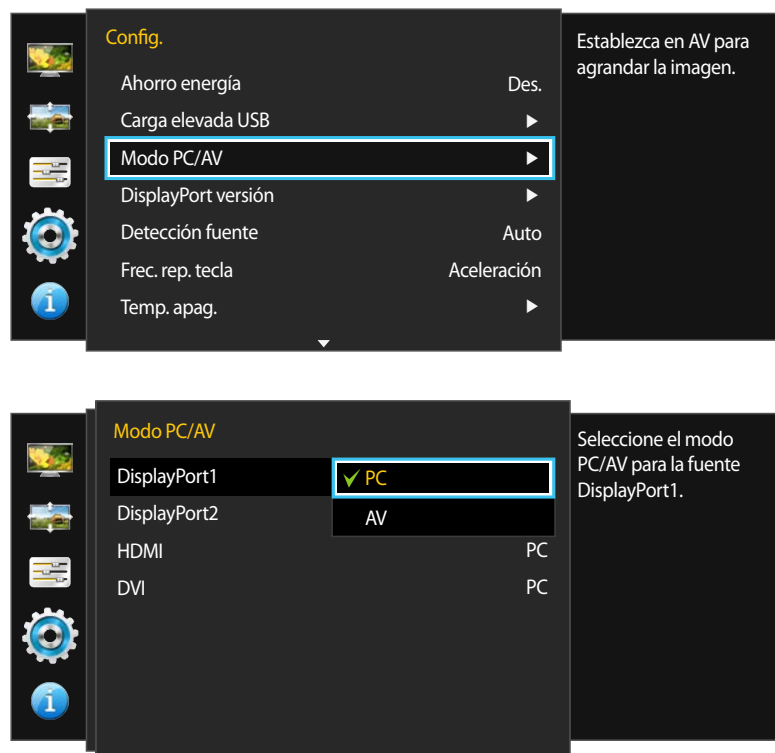 Config.
Ahorro energía Des.
Carga elevada USB
Modo PC/AV
DisplayPort versión
Detección fuente Auto
Frec. rep. tecla Aceleración
Temp. apag.
Establezca en AV para
agrandar la imagen.
Modo PC/AV
DisplayPort1 PC
DisplayPort2 AV
HDMI PC
DVI PC
Seleccione el modo
PC/AV para la fuente
DisplayPort1.